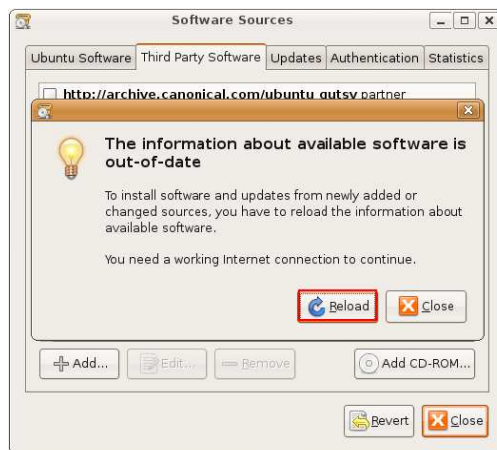 Software Sources
Ubuntu Software Third Party Software Updates Authentication Statistics
http://archive.canonical.com/ubuntu gutsy partner
The information about available software is
out-of-date
To install software and updates from newly added or
changed sources, you have to reload the information about
available software.
You need a working Internet connection to continue.
Reload Close
Add... Edit... Remove Add CD-ROM...
Revert Close